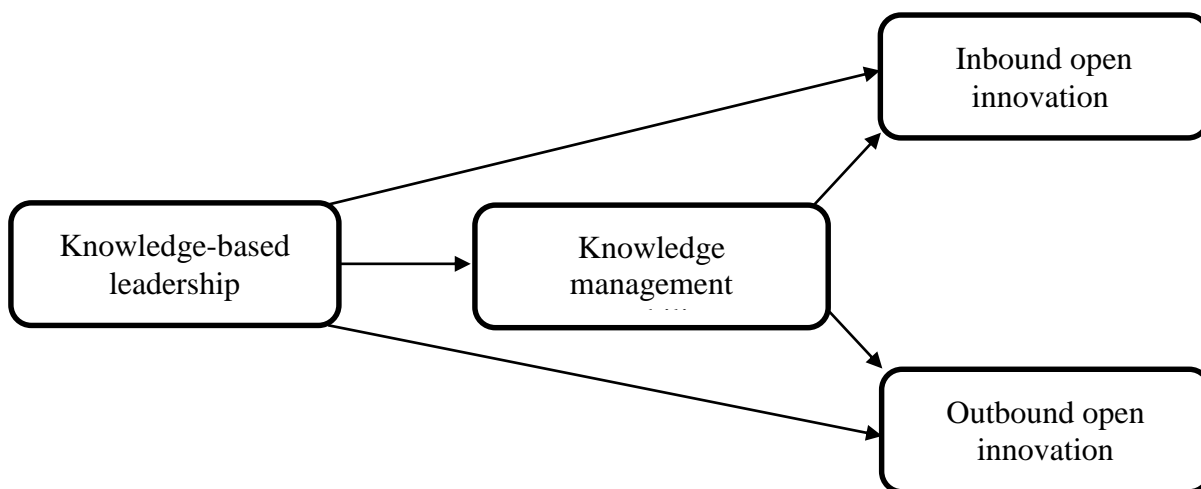 Inbound open
innovation
Knowledge-based
leadership
Knowledge
management
Outbound open
innovation